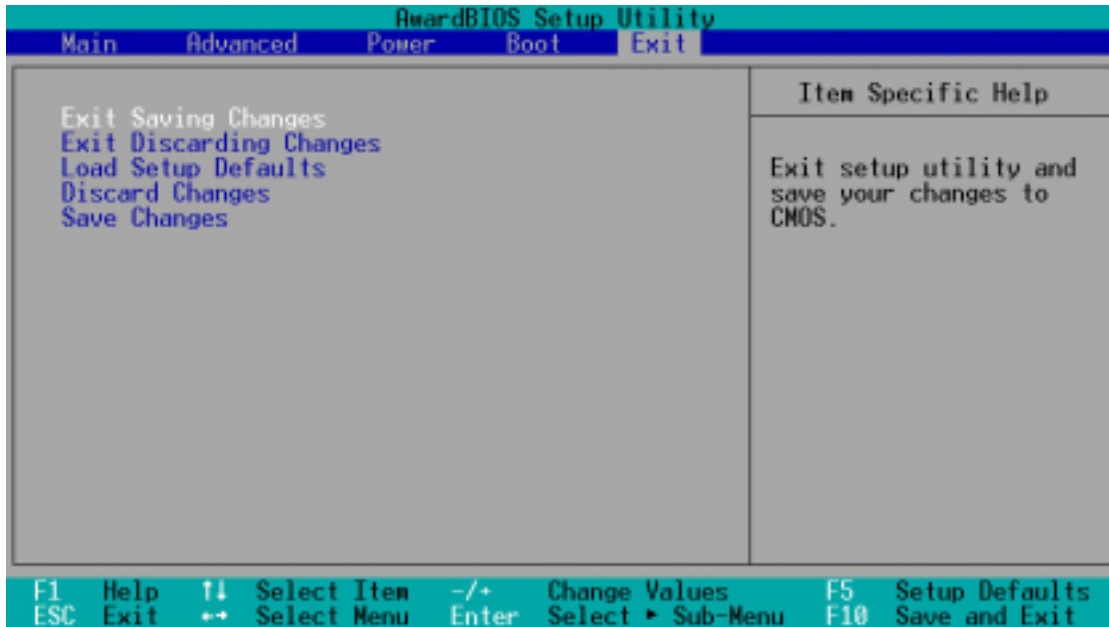 AwardBIOS Setup Utility
Main Advanced Power Boot Exit
Exit Saving Changes
Exit Discarding Changes
Load Setup Defaults
Discard Changes
Save Changes
Item Specific Help
Exit setup utility and
save your changes to
CMOS.
F1 Help ↑↓ Select Item -/+ Change Values F5 Setup Defaults
ESC Exit ←→ Select Menu Enter Select ► Sub-Menu F10 Save and Exit